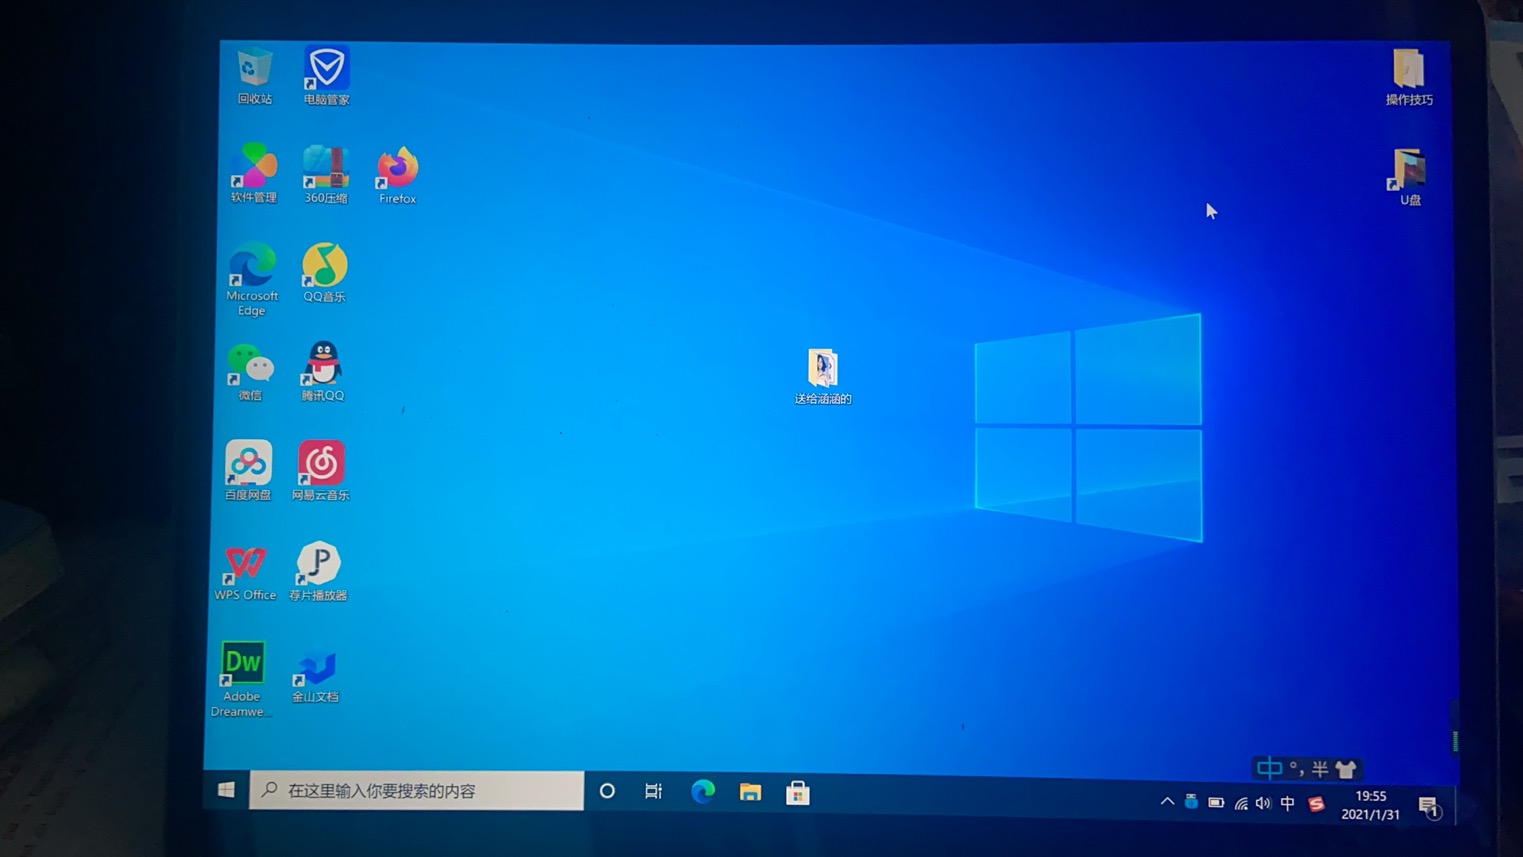 回收站
电脑管家
操作技巧
软件管理
360压缩
Firefox
U盘
Microsoft
Edge
QQ音乐
微信
腾讯QQ
送给涵涵的
百度网盘
网易云音乐
WPS Office
荐片播放器
Dw
Adobe
Dreamwe...
金山文档
中 °, 半
在这里输入你要搜索的内容
中
19:55
2021/1/31
1